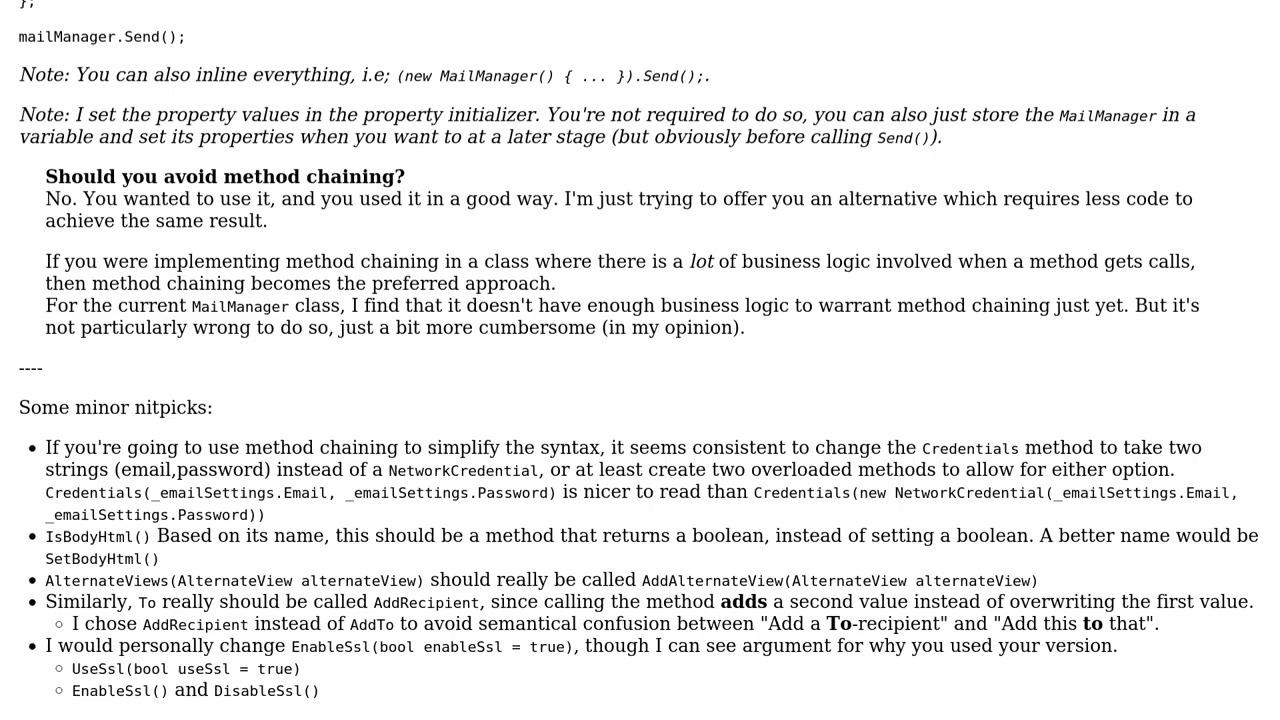 };
mailManager.Send();
Note: You can also inline everything, i.e; (new MailManager() { ... }).Send();.
Note: I set the property values in the property initializer. You're not required to do so, you can also just store the MailManager in a
variable and set its properties when you want to at a later stage (but obviously before calling Send()).
Should you avoid method chaining?
No. You wanted to use it, and you used it in a good way. I'm just trying to offer you an alternative which requires less code to
achieve the same result.
If you were implementing method chaining in a class where there is a lot of business logic involved when a method gets calls,
then method chaining becomes the preferred approach.
For the current MailManager class, I find that it doesn't have enough business logic to warrant method chaining just yet. But it's
not particularly wrong to do so, just a bit more cumbersome (in my opinion).
----
Some minor nitpicks:
• If you're going to use method chaining to simplify the syntax, it seems consistent to change the Credentials method to take two
strings (email,password) instead of a NetworkCredential, or at least create two overloaded methods to allow for either option.
Credentials(_emailSettings.Email, _emailSettings.Password) is nicer to read than Credentials(new NetworkCredential(_emailSettings.Email,
_emailSettings.Password))
• IsBodyHtml() Based on its name, this should be a method that returns a boolean, instead of setting a boolean. A better name would be
SetBodyHtml()
• AlternateViews(AlternateView alternateView) should really be called AddAlternateView(AlternateView alternateView)
• Similarly, To really should be called AddRecipient, since calling the method adds a second value instead of overwriting the first value.
◦ I chose AddRecipient instead of AddTo to avoid semantical confusion between "Add a To-recipient" and "Add this to that".
• I would personally change EnableSsl(bool enableSsl = true), though I can see argument for why you used your version.
◦ UseSsl(bool useSsl = true)
◦ EnableSsl() and DisableSsl()